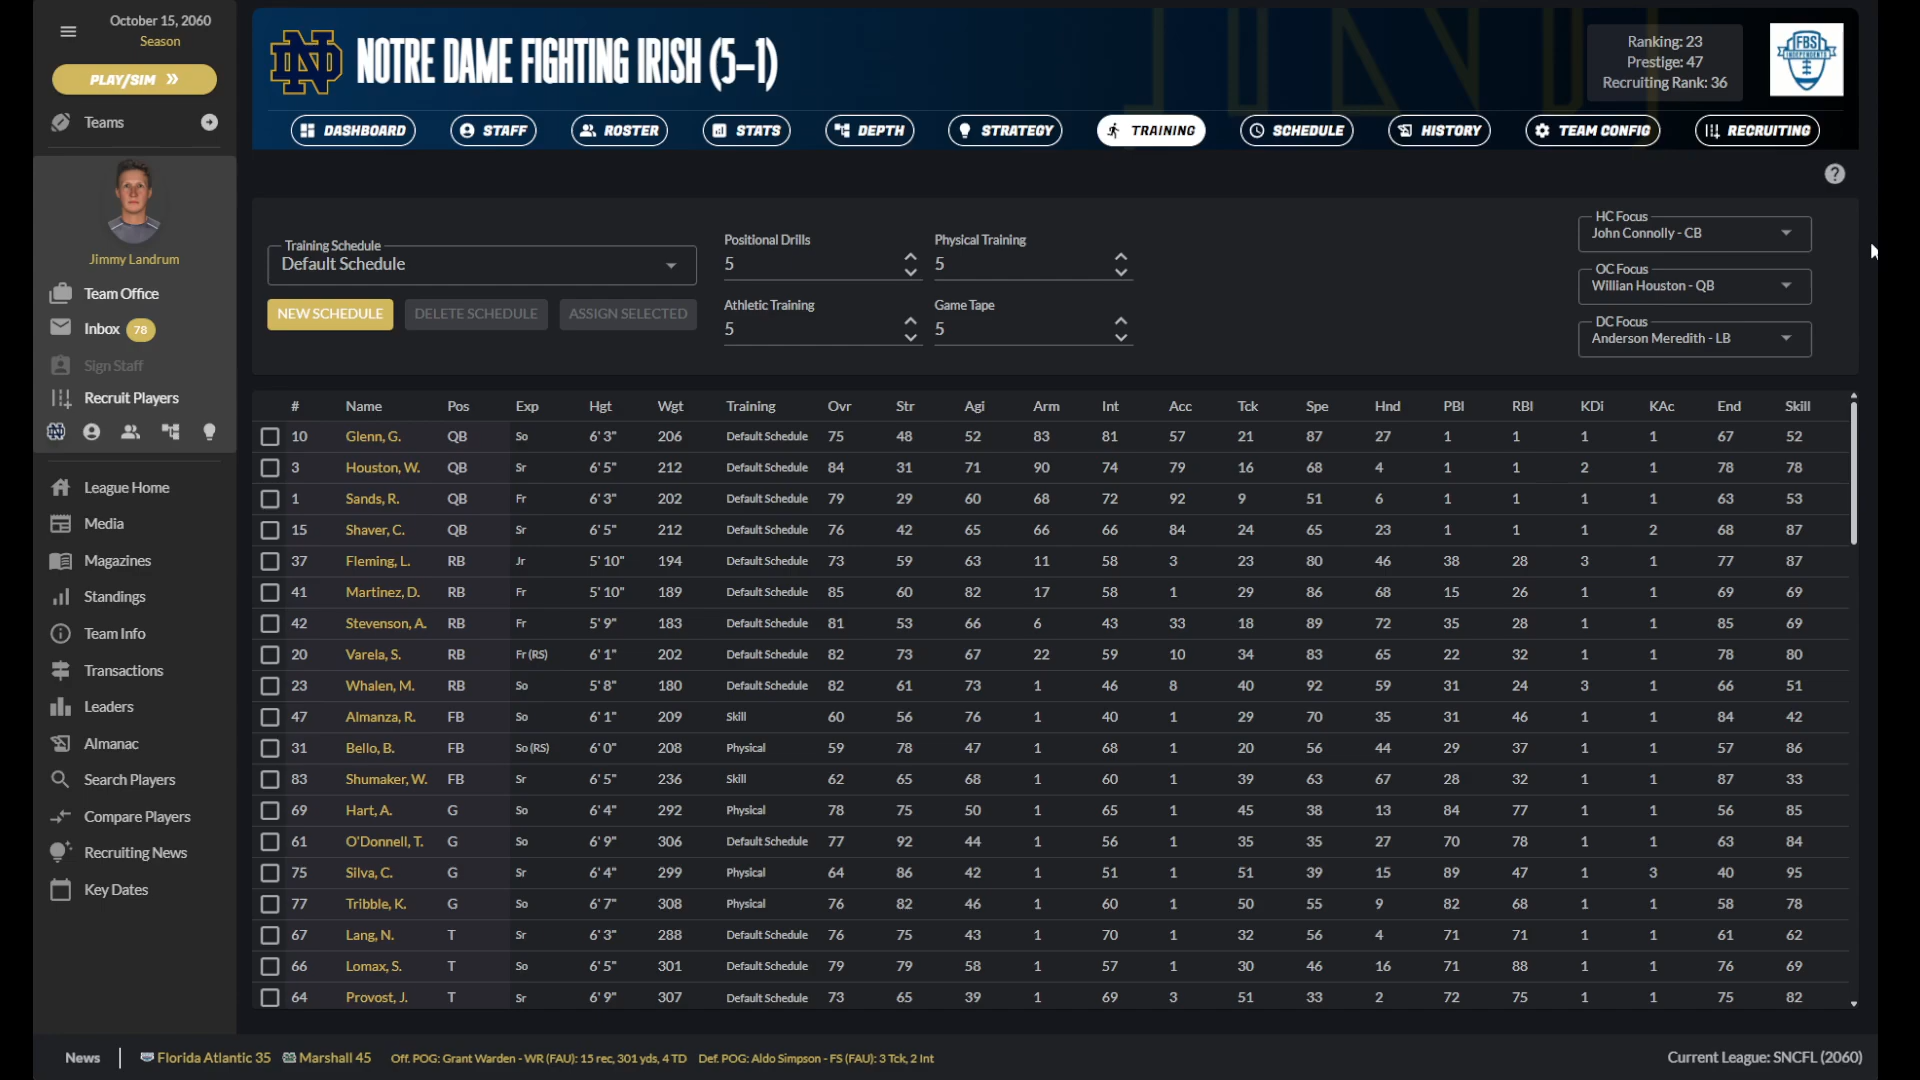 October 15, 2060
Season
PLAY/SIM
Teams
Jimmy Landrum
Team Office
Inbox 78
Sign Staff
Recruit Players
League Home
Media
Magazines
Standings
Team Info
Transactions
Leaders
Almanac
Search Players
Compare Players
Recruiting News
Key Dates
NOTRE DAME FIGHTING IRISH (5–1)
Ranking: 23
Prestige: 47
Recruiting Rank: 36
FBS
INDEPENDENTS
DASHBOARD STAFF ROSTER STATS DEPTH STRATEGY TRAINING SCHEDULE HISTORY TEAM CONFIG RECRUITING
?
Training Schedule
Default Schedule
NEW SCHEDULE DELETE SCHEDULE ASSIGN SELECTED
Positional Drills Physical Training
5 5
Athletic Training Game Tape
5 5
HC Focus
John Connolly - CB
OC Focus
Willian Houston - QB
DC Focus
Anderson Meredith - LB
# Name Pos Exp Hgt Wgt Training Ovr Str Agi Arm Int Acc Tck Spe Hnd PBl RBl KDi KAc End Skill
10 Glenn, G. QB So 6' 3" 206 Default Schedule 75 48 52 83 81 57 21 87 27 1 1 1 1 67 52
3 Houston, W. QB Sr 6' 5" 212 Default Schedule 84 31 71 90 74 79 16 68 4 1 1 2 1 78 78
1 Sands, R. QB Fr 6' 3" 202 Default Schedule 79 29 60 68 72 92 9 51 6 1 1 1 1 63 53
15 Shaver, C. QB Sr 6' 5" 212 Default Schedule 76 42 65 66 66 84 24 65 23 1 1 1 2 68 87
37 Fleming, L. RB Jr 5' 10" 194 Default Schedule 73 59 63 11 58 3 23 80 46 38 28 3 1 77 87
41 Martinez, D. RB Fr 5' 10" 189 Default Schedule 85 60 82 17 58 1 29 86 68 15 26 1 1 69 69
42 Stevenson, A. RB Fr 5' 9" 183 Default Schedule 81 53 66 6 43 33 18 89 72 35 28 1 1 85 69
20 Varela, S. RB Fr (RS) 6' 1" 202 Default Schedule 82 73 67 22 59 10 34 83 65 22 32 1 1 78 80
23 Whalen, M. RB So 5' 8" 180 Default Schedule 82 61 73 1 46 8 40 92 59 31 24 3 1 66 51
47 Almanza, R. FB So 6' 1" 209 Skill 60 56 76 1 40 1 29 70 35 31 46 1 1 84 42
31 Bello, B. FB So (RS) 6' 0" 208 Physical 59 78 47 1 68 1 20 56 44 29 37 1 1 57 86
83 Shumaker, W. FB Sr 6' 5" 236 Skill 62 65 68 1 60 1 39 63 67 28 32 1 1 87 33
69 Hart, A. G So 6' 4" 292 Physical 78 75 50 1 65 1 45 38 13 84 77 1 1 56 85
61 O'Donnell, T. G So 6' 9" 306 Default Schedule 77 92 44 1 56 1 35 35 27 70 78 1 1 63 84
75 Silva, C. G Sr 6' 4" 299 Physical 64 86 42 1 51 1 51 39 15 89 47 1 3 40 95
77 Tribble, K. G So 6' 7" 308 Physical 76 82 46 1 60 1 50 55 9 82 68 1 1 58 78
67 Lang, N. T Sr 6' 3" 288 Default Schedule 76 75 43 1 70 1 32 56 4 71 71 1 1 61 62
66 Lomax, S. T So 6' 5" 301 Default Schedule 79 79 58 1 57 1 30 46 16 71 88 1 1 76 69
64 Provost, J. T Sr 6' 9" 307 Default Schedule 73 65 39 1 69 3 51 33 2 72 75 1 1 75 82
News Florida Atlantic 35 Marshall 45 Off. POG: Grant Warden - WR (FAU): 15 rec, 301 yds, 4 TD Def. POG: Aldo Simpson - FS (FAU): 3 Tck, 2 Int Current League: SNCFL (2060)